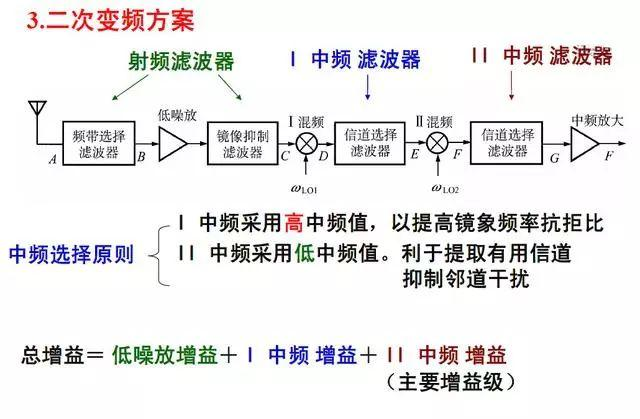 3.二次变频方案
射频滤波器
I 中频 滤波器
II 中频 滤波器
低噪放
I 混频
II 混频
中频放大
频带选择
滤波器
镜像抑制
滤波器
信道选择
滤波器
信道选择
滤波器
A B C D E F G F
ωLO1
ωLO2
中频选择原则
I 中频采用高中频值，以提高镜象频率抗拒比
II 中频采用低中频值。利于提取有用信道
抑制邻道干扰
总增益＝ 低噪放增益＋I 中频 增益＋II 中频 增益
（主要增益级）